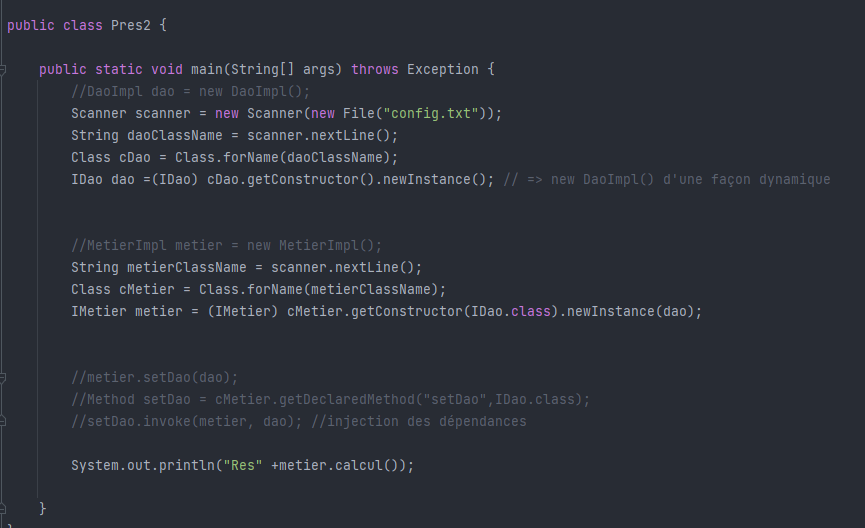 public class Pres2 {
public static void main(String[] args) throws Exception {
//DaoImpl dao = new DaoImpl();
Scanner scanner = new Scanner(new File("config.txt"));
String daoClassName = scanner.nextLine();
Class cDao = Class.forName(daoClassName);
IDao dao =(IDao) cDao.getConstructor().newInstance(); // => new DaoImpl() d'une façon dynamique
//MetierImpl metier = new MetierImpl();
String metierClassName = scanner.nextLine();
Class cMetier = Class.forName(metierClassName);
IMetier metier = (IMetier) cMetier.getConstructor(IDao.class).newInstance(dao);
//metier.setDao(dao);
//Method setDao = cMetier.getDeclaredMethod("setDao",IDao.class);
//setDao.invoke(metier, dao); //injection des dépendances
System.out.println("Res" +metier.calcul());
}
}